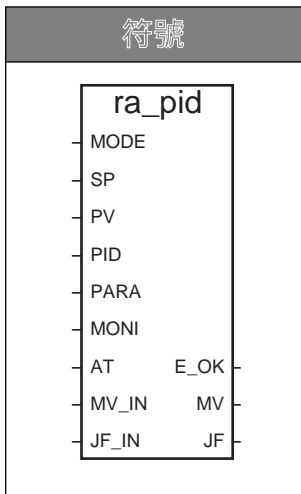 符號
ra_pid
MODE
SP
PV
PID
PARA
MONI
AT E_OK
MV_IN MV
JF_IN JF